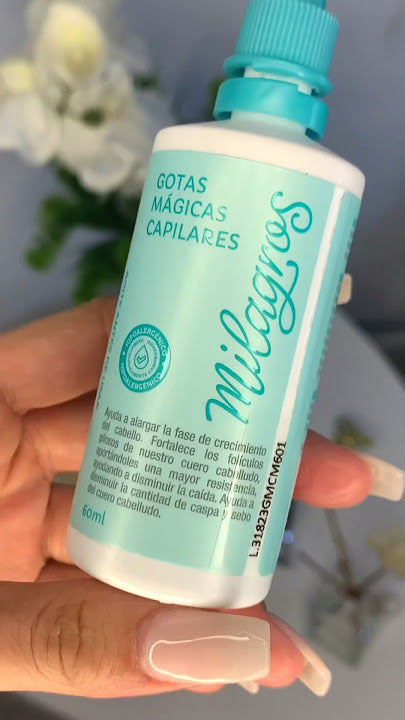 GOTAS
MÁGICAS
CAPILARES
Milagros
HIPOALERGÉNICO
HIPOALERGÉNICO
Ayuda a alargar la fase de crecimiento
del cabello. Fortalece los folículos
pilosos de nuestro cuero cabelludo,
aportándoles una mayor resistencia,
ayudando a disminuir la caída. Ayuda a
disminuir la cantidad de caspa y sebo
del cuero cabelludo.
60ml
L.31823GMCM601